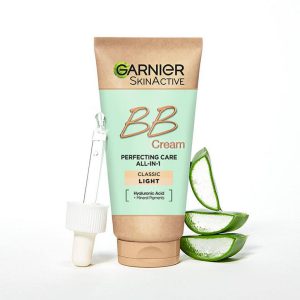 GARNIER
SKINACTIVE
BB
Cream
PERFECTING CARE
ALL-IN-1
CLASSIC
LIGHT
Hyaluronic Acid
+ Mineral Pigments